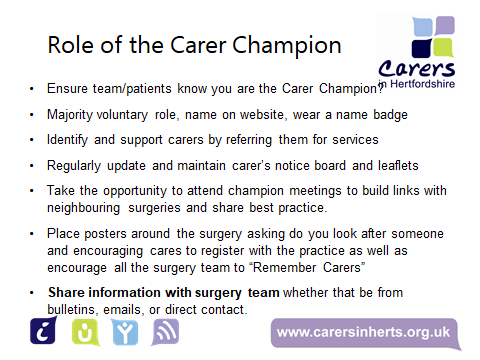 Role of the Carer Champion
Carers
in Hertfordshire
• Ensure team/patients know you are the Carer Champion?
• Majority voluntary role, name on website, wear a name badge
• Identify and support carers by referring them for services
• Regularly update and maintain carer's notice board and leaflets
• Take the opportunity to attend champion meetings to build links with
neighbouring surgeries and share best practice.
• Place posters around the surgery asking do you look after someone
and encouraging cares to register with the practice as well as
encourage all the surgery team to “Remember Carers”
• Share information with surgery team whether that be from
bulletins, emails, or direct contact.
www.carersinherts.org.uk